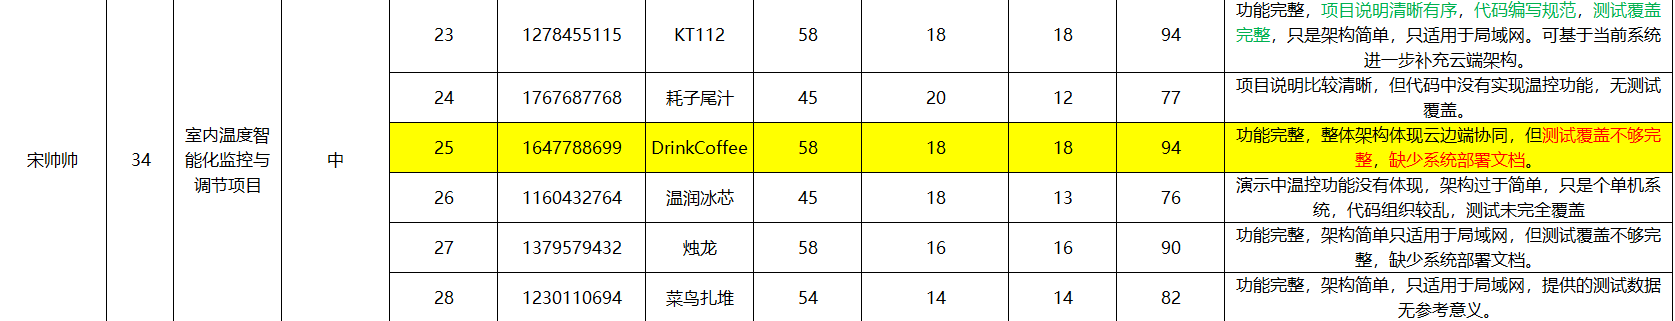 23 1278455115 KT112 58 18 18 94
功能完整，项目说明清晰有序，代码编写规范，测试覆盖
完整，只是架构简单，只适用于局域网。可基于当前系统
进一步补充云端架构。
24 1767687768 耗子尾汁 45 20 12 77
项目说明比较清晰，但代码中没有实现温控功能，无测试
覆盖。
宋帅帅 34
室内温度智
能化监控与
调节项目
中
25 1647788699 DrinkCoffee 58 18 18 94
功能完整，整体架构体现云边端协同，但测试覆盖不够完
整，缺少系统部署文档。
26 1160432764 温润冰芯 45 18 13 76
演示中温控功能没有体现，架构过于简单，只是个单机系
统，代码组织较乱，测试未完全覆盖
27 1379579432 烛龙 58 16 16 90
功能完整，架构简单只适用于局域网，但测试覆盖不够完
整，缺少系统部署文档。
28 1230110694 菜鸟扎堆 54 14 14 82
功能完整，架构简单，只适用于局域网，提供的测试数据
无参考意义。